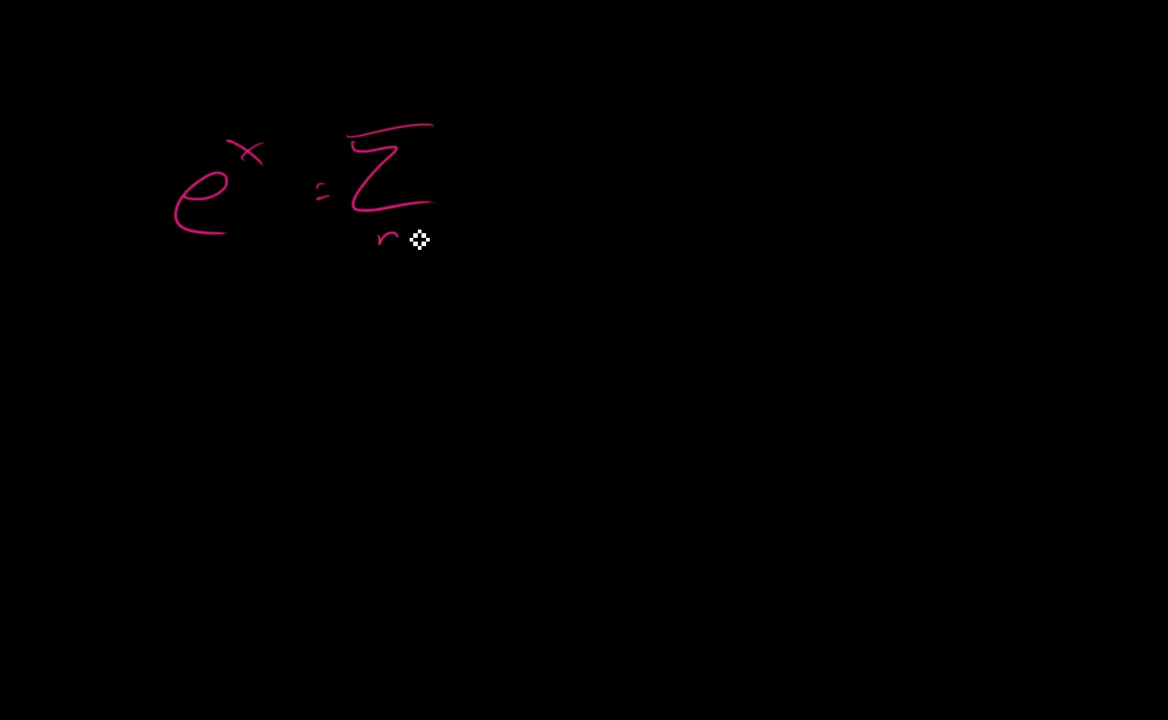 e^x = Σ
r